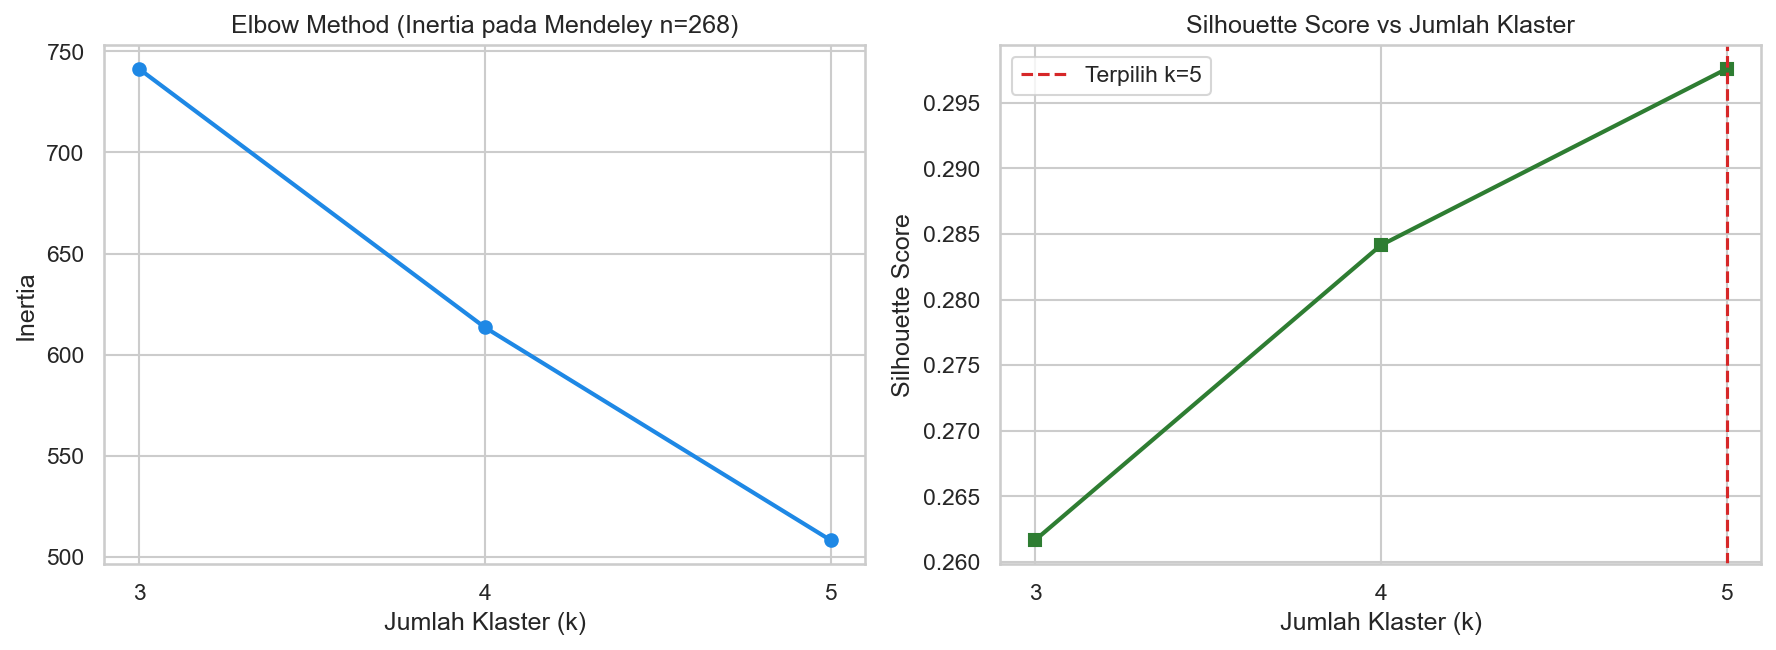 Elbow Method (Inertia pada Mendeley n=268)
750
700
650
600
550
500
Inertia
3
4
5
Jumlah Klaster (k)
Silhouette Score vs Jumlah Klaster
Terpilih k=5
0.295
0.290
0.285
0.280
0.275
0.270
0.265
0.260
Silhouette Score
3
4
5
Jumlah Klaster (k)